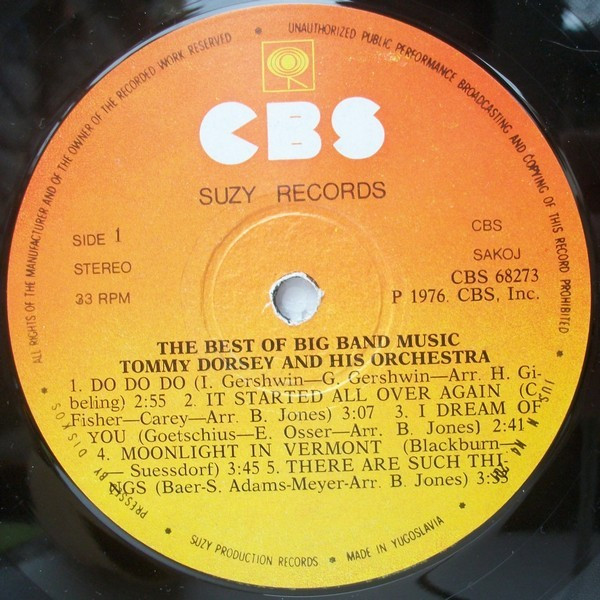 ALL RIGHTS OF THE MANUFACTURER AND OF THE OWNER OF THE RECORDED WORK RESERVED
UNAUTHORIZED PUBLIC PERFORMANCE BROADCASTING AND COPYING OF THIS RECORD PROHIBITED
CBS
SUZY RECORDS
SIDE 1
STEREO
33 RPM
CBS
SAKOJ
CBS 68273
P 1976. CBS, Inc.
THE BEST OF BIG BAND MUSIC
TOMMY DORSEY AND HIS ORCHESTRA
1. DO DO DO (I. Gershwin—G. Gershwin—Arr. H. Gi-
beling) 2:55 2. IT STARTED ALL OVER AGAIN (C.
Fisher—Carey—Arr. B. Jones) 3:07 3. I DREAM OF
YOU (Goetschius—E. Osser—Arr. B. Jones) 2:41
4. MOONLIGHT IN VERMONT (Blackburn—
— Suessdorf) 3:45 5. THERE ARE SUCH THI-
NGS (Baer-S. Adams-Meyer-Arr. B. Jones) 3:35
PRESSED BY DISKOS
SUZY PRODUCTION RECORDS
MADE IN YUGOSLAVIA